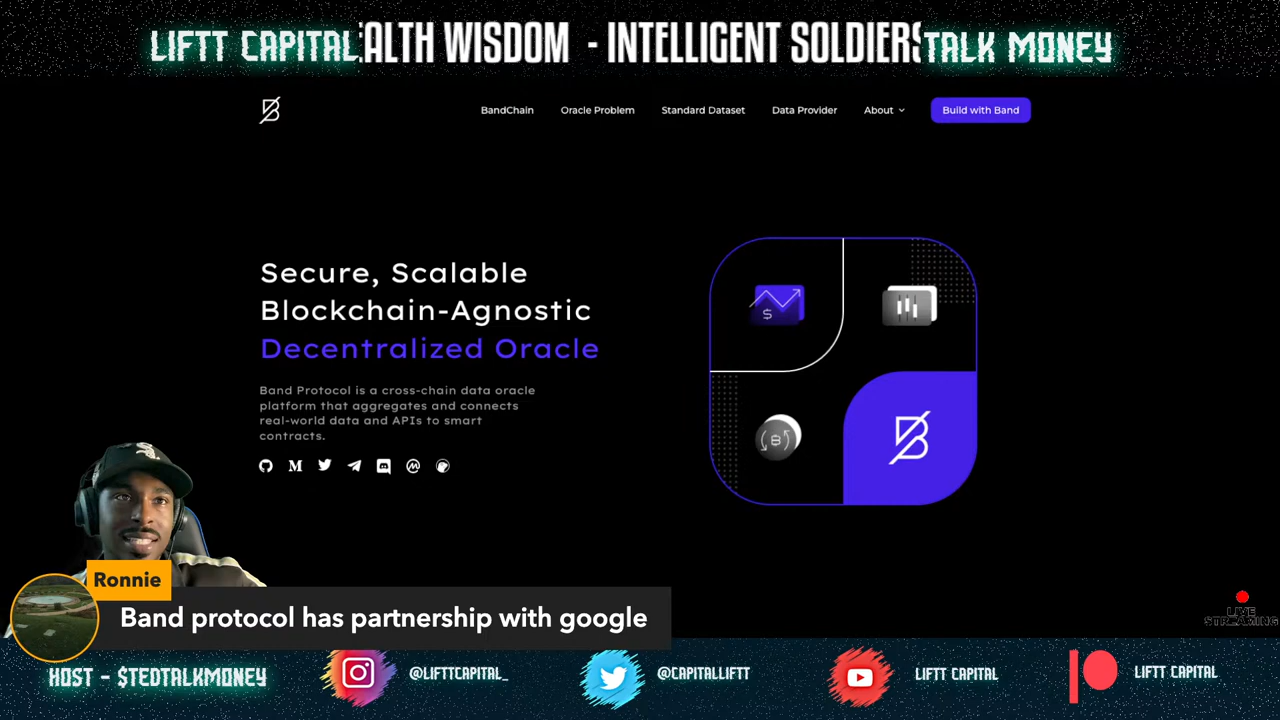 LIFTT CAPITAL
ALTH WISDOM - INTELLIGENT SOLDIERS
TALK MONEY
BandChain
Oracle Problem
Standard Dataset
Data Provider
About
Build with Band
Secure, Scalable
Blockchain-Agnostic
Decentralized Oracle
Band Protocol is a cross-chain data oracle
platform that aggregates and connects
real-world data and APIs to smart
contracts.
Ronnie
Band protocol has partnership with google
LIVE
STREAMING
HOST - $TEDTALKMONEY
@LIFTTCAPITAL_
@CAPITALLIFTT
LIFTT CAPITAL
LIFTT CAPITAL